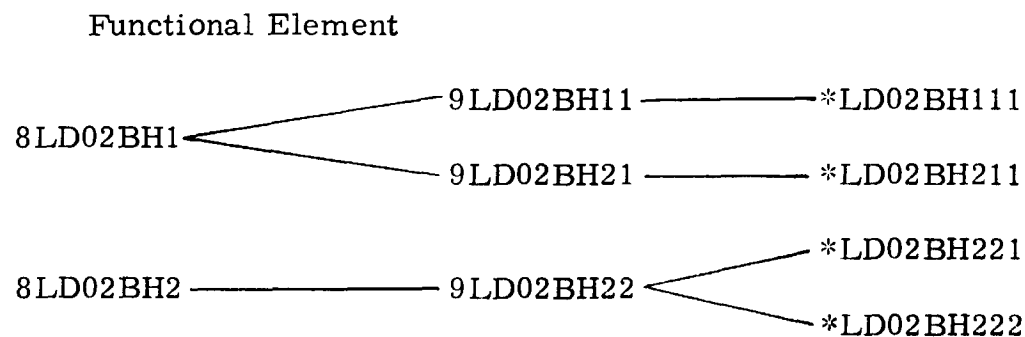 Functional Element
9LD02BH11 *LD02BH111
8LD02BH1
9LD02BH21 *LD02BH211
*LD02BH221
8LD02BH2 9LD02BH22
*LD02BH222